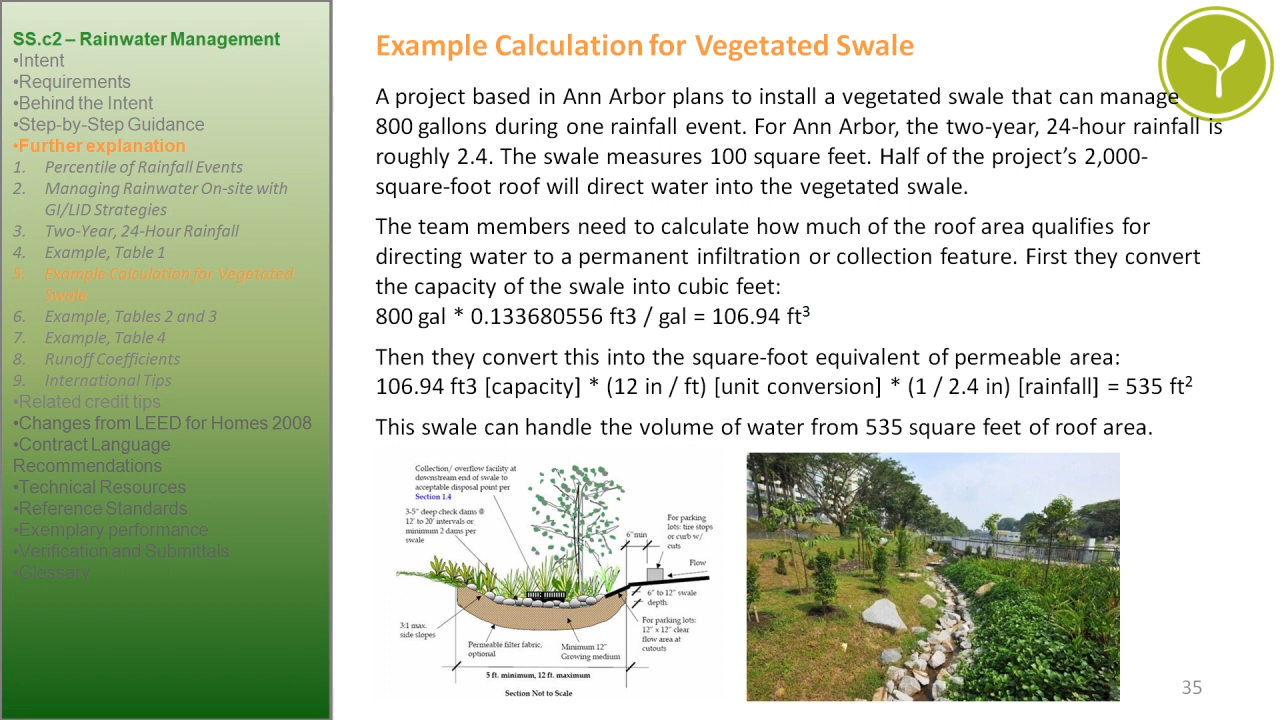 SS.c2 – Rainwater Management
•Intent
•Requirements
•Behind the Intent
•Step-by-Step Guidance
•Further explanation
1. Percentile of Rainfall Events
2. Managing Rainwater On-site with
GI/LID Strategies
3. Two-Year, 24-Hour Rainfall
4. Example, Table 1
5. Example Calculation for Vegetated
Swale
6. Example, Tables 2 and 3
7. Example, Table 4
8. Runoff Coefficients
9. International Tips
•Related credit tips
•Changes from LEED for Homes 2008
•Contract Language
Recommendations
•Technical Resources
•Reference Standards
•Exemplary performance
•Verification and Submittals
•Glossary
Example Calculation for Vegetated Swale
A project based in Ann Arbor plans to install a vegetated swale that can manage
800 gallons during one rainfall event. For Ann Arbor, the two-year, 24-hour rainfall is
roughly 2.4. The swale measures 100 square feet. Half of the project’s 2,000-
square-foot roof will direct water into the vegetated swale.
The team members need to calculate how much of the roof area qualifies for
directing water to a permanent infiltration or collection feature. First they convert
the capacity of the swale into cubic feet:
800 gal * 0.133680556 ft3 / gal = 106.94 ft³
Then they convert this into the square-foot equivalent of permeable area:
106.94 ft3 [capacity] * (12 in / ft) [unit conversion] * (1 / 2.4 in) [rainfall] = 535 ft²
This swale can handle the volume of water from 535 square feet of roof area.
Collection/ overflow facility at
downstream end of swale to
acceptable disposal point per
Section 1.4
3-5" deep check dams @
12' to 20' intervals or
minimum 2 dams per
swale
6"min
For parking
lots: tire stops
or curb w/
cuts
Flow
6" to 12" swale
depth.
For parking lots:
12" x 12" clear
flow area at
cutouts
3:1 max.
side slopes
Permeable filter fabric,
optional
Minimum 12"
Growing medium
5 ft. minimum, 12 ft. maximum
Section Not to Scale
35